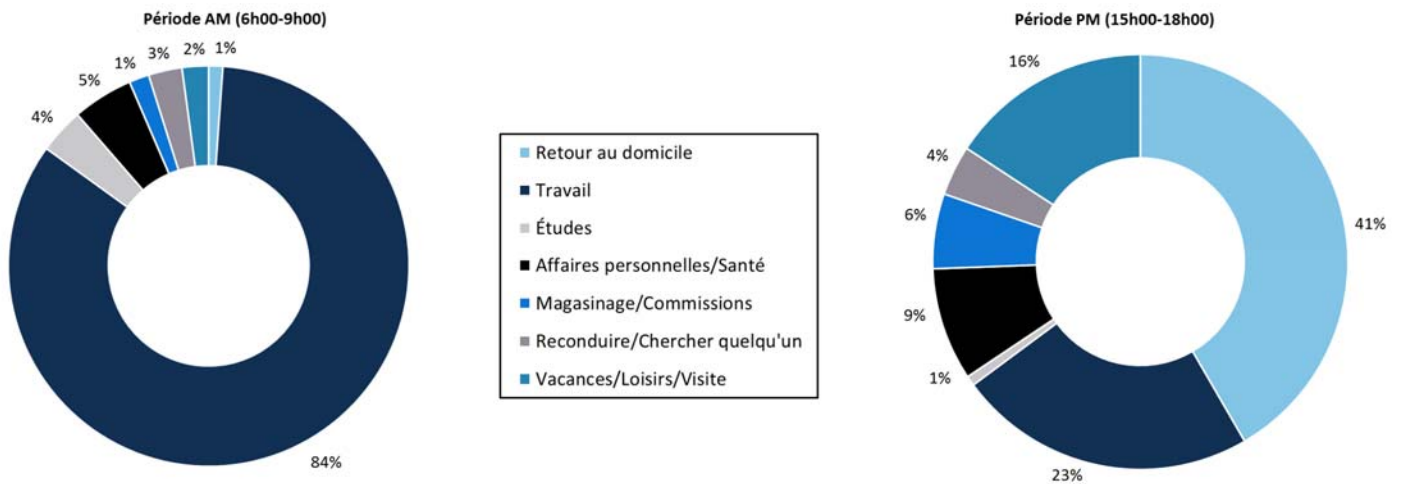 Période AM (6h00-9h00)
1%
84%
4%
5%
1%
3%
2%
Retour au domicile
Travail
Études
Affaires personnelles/Santé
Magasinage/Commissions
Reconduire/Chercher quelqu'un
Vacances/Loisirs/Visite
Période PM (15h00-18h00)
41%
23%
1%
9%
6%
4%
16%